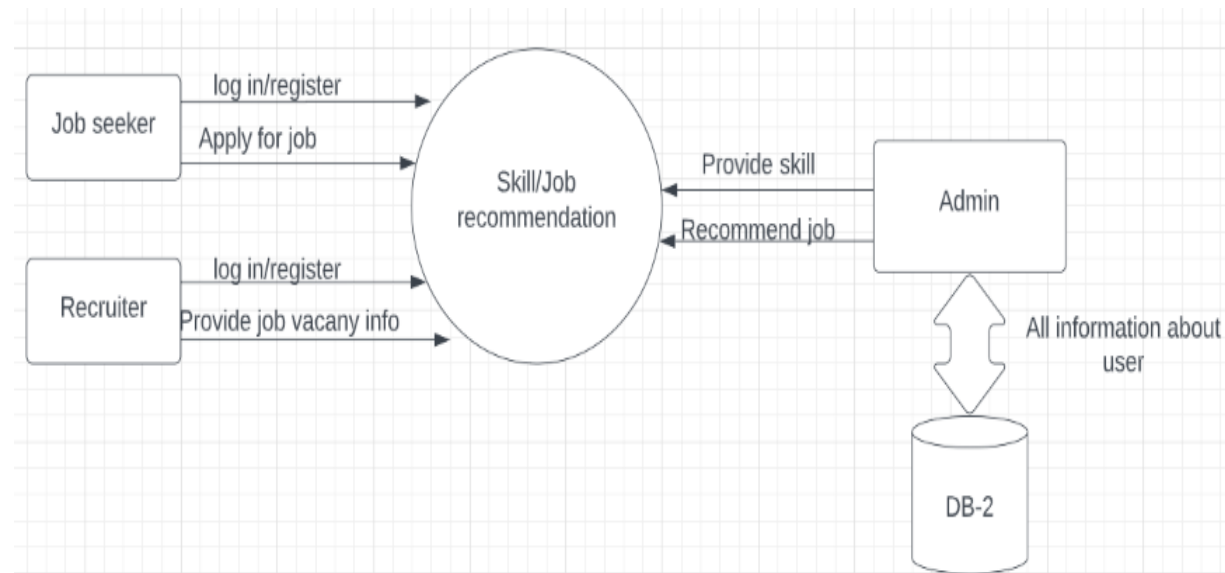 log in/register
Job seeker
Apply for job
Skill/Job
recommendation
Provide skill
Admin
Recommend job
log in/register
Recruiter
Provide job vacany info
All information about
user
DB-2